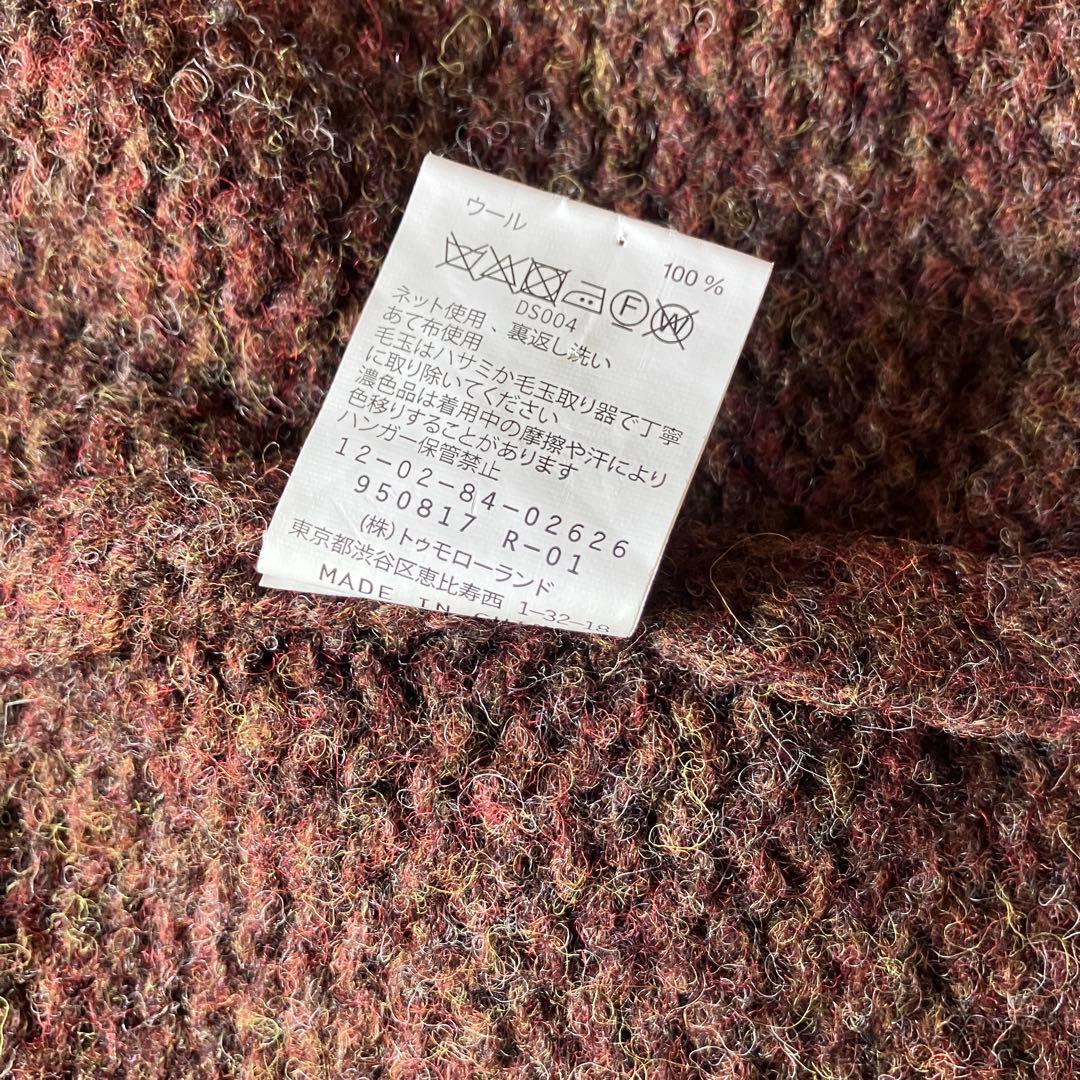 ウール 100 %
F W
DS004
ネット使用、裏返し洗い
あて布使用
毛玉はハサミか毛玉取り器で丁寧
に取り除いてください
濃色品は着用中の摩擦や汗により
色移りすることがあります
ハンガー保管禁止
12-02-84-02626
950817 R-01
(株)トゥモローランド
東京都渋谷区恵比寿西 1-32-18
MADE IN